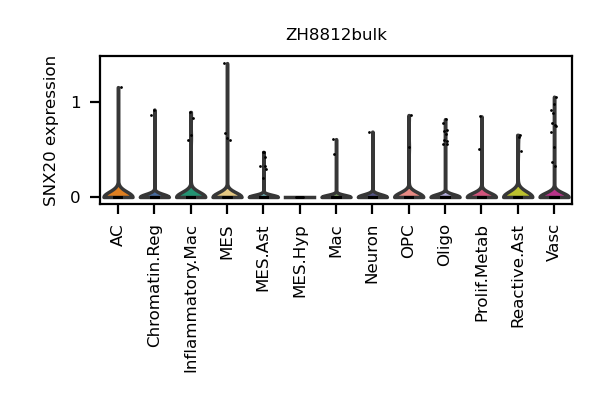 ZH8812bulk
SNX20 expression
1
0
AC
Chromatin.Reg
Inflammatory.Mac
MES
MES.Ast
MES.Hyp
Mac
Neuron
OPC
Oligo
Prolif.Metab
Reactive.Ast
Vasc